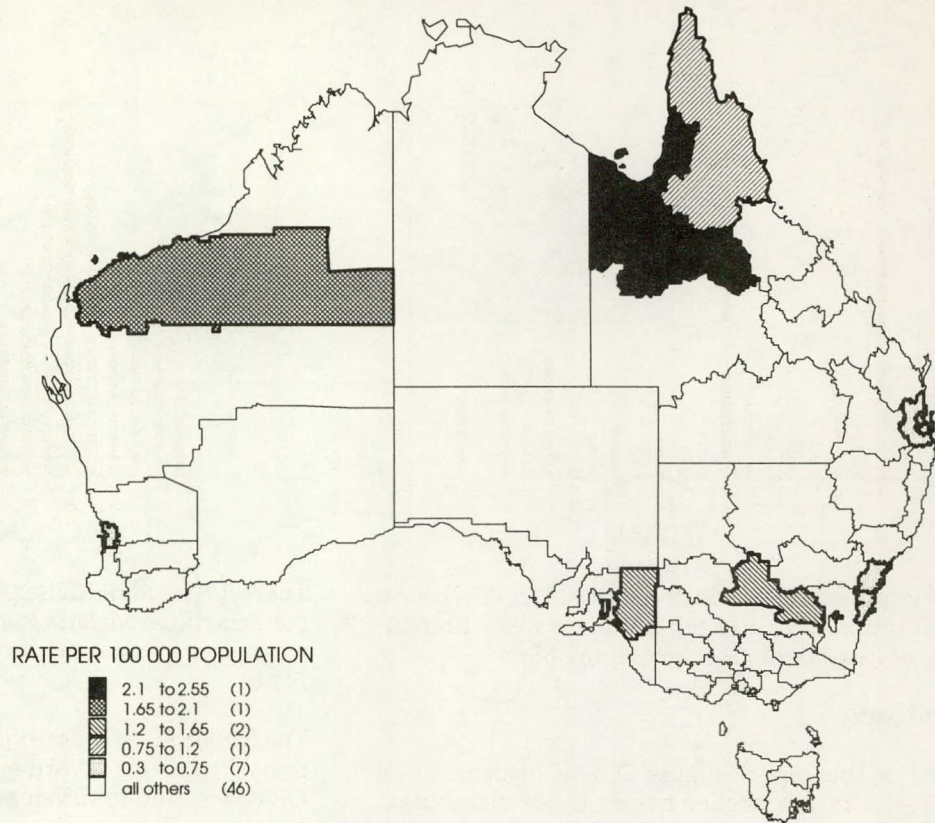 RATE PER 100 000 POPULATION
2.1 to 2.55 (1)
1.65 to 2.1 (1)
1.2 to 1.65 (2)
0.75 to 1.2 (1)
0.3 to 0.75 (7)
all others (46)